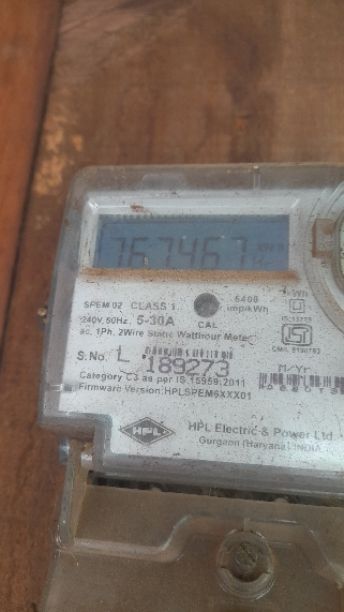 767.467
SPEM 02 CLASS 1
6400
imp/kWh
240V, 50Hz, 5-30A CAL
ac, 1Ph, 2Wire Static Watthour Meter
S.No. L 189273
Category C3 as per IS 15959,2011
M/Yr
Firmware Version:HPLSPEM6XXX01
HPL
HPL Electric & Power Ltd
Gurgaon (Haryana) INDIA